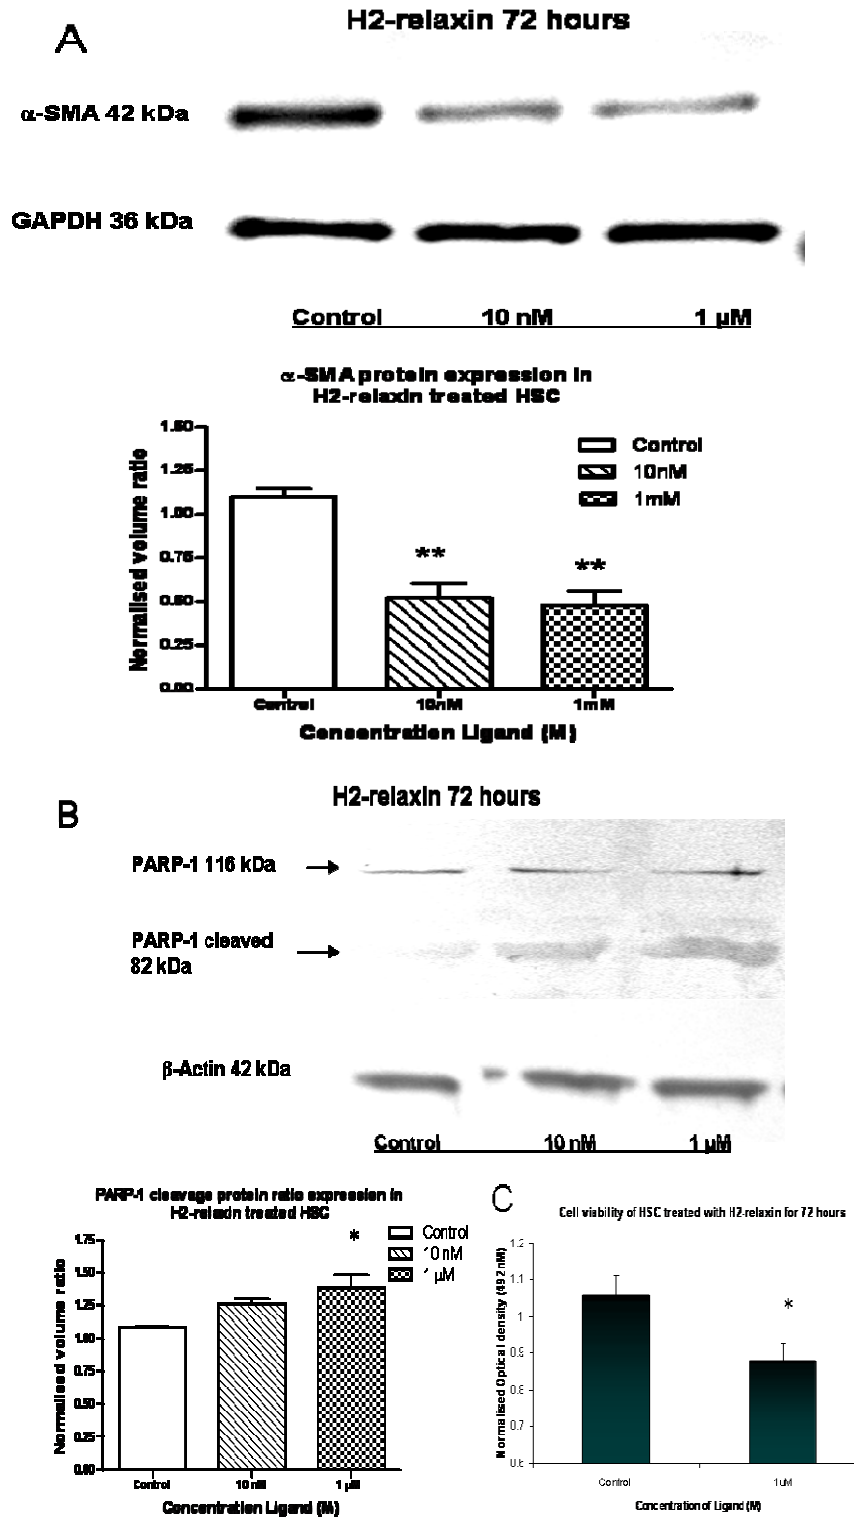 A
H2-relaxin 72 hours
α-SMA 42 kDa
GAPDH 36 kDa
Control 10 nM 1 µM
α-SMA protein expression in
H2-relaxin treated HSC
Normalised volume ratio
1.50
1.25
1.00
0.75
0.50
0.25
0.00
Control
10nM
1mM
**
**
Control 10nM 1mM
Concentration Ligand (M)
B
H2-relaxin 72 hours
PARP-1 116 kDa
PARP-1 cleaved
82 kDa
β-Actin 42 kDa
Control 10 nM 1 µM
PARP-1 cleavage protein ratio expression in
H2-relaxin treated HSC
Normalised volume ratio
1.75
1.50
1.25
1.00
0.75
0.50
0.25
0.00
*
Control
10 nM
1 µM
Control 10 nM 1 µM
Concentration Ligand (M)
C
Cell viability of HSC treated with H2-relaxin for 72 hours
Normalised Optical density (492nM)
1.2
1.1
1
0.9
0.8
0.7
0.6
*
Control 1uM
Concentration of Ligand (M)